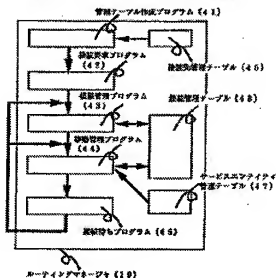 管理テーブル作成プログラム(41)
接続要求プログラム
(42)
接続先管理テーブル(45)
接続管理プログラム
(43)
接続管理テーブル(48)
移動管理プログラム
(44)
サービスエンティティ
管理テーブル(47)
接続待ちプログラム(46)
ルーティングマネージャ(19)